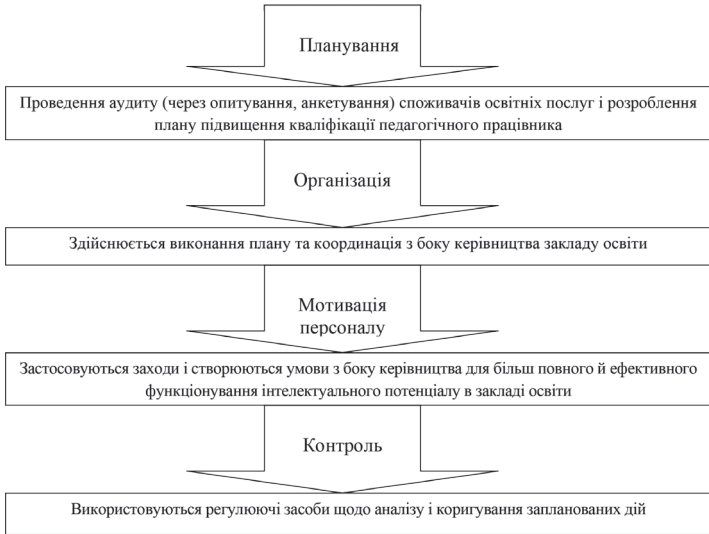 Планування
Проведення аудиту (через опитування, анкетування) споживачів освітніх послуг і розроблення
плану підвищення кваліфікації педагогічного працівника
Організація
Здійснюється виконання плану та координація з боку керівництва закладу освіти
Мотивація
персоналу
Застосовуються заходи і створюються умови з боку керівництва для більш повного й ефективного
функціонування інтелектуального потенціалу в закладі освіти
Контроль
Використовуються регулюючі засоби щодо аналізу і коригування запланованих дій